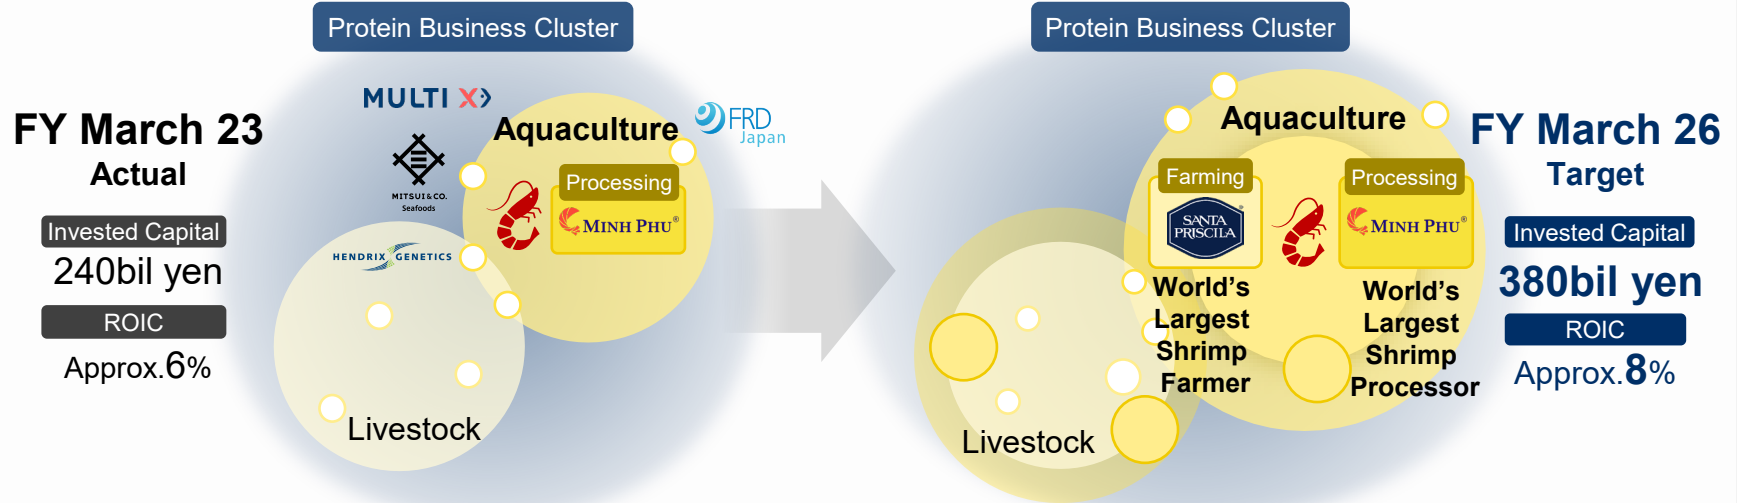 Protein Business Cluster
FY March 23
Actual
Invested Capital
240bil yen
ROIC
Approx.6%
MULTI X
MITSUI & CO.
Seafoods
HENDRIX GENETICS
Aquaculture
FRD
Japan
Processing
MINH PHU®
Livestock
Protein Business Cluster
Aquaculture
Farming
SANTA
PRISCILA®
World's
Largest
Shrimp
Farmer
Processing
MINH PHU®
World's
Largest
Shrimp
Processor
Livestock
FY March 26
Target
Invested Capital
380bil yen
ROIC
Approx.8%